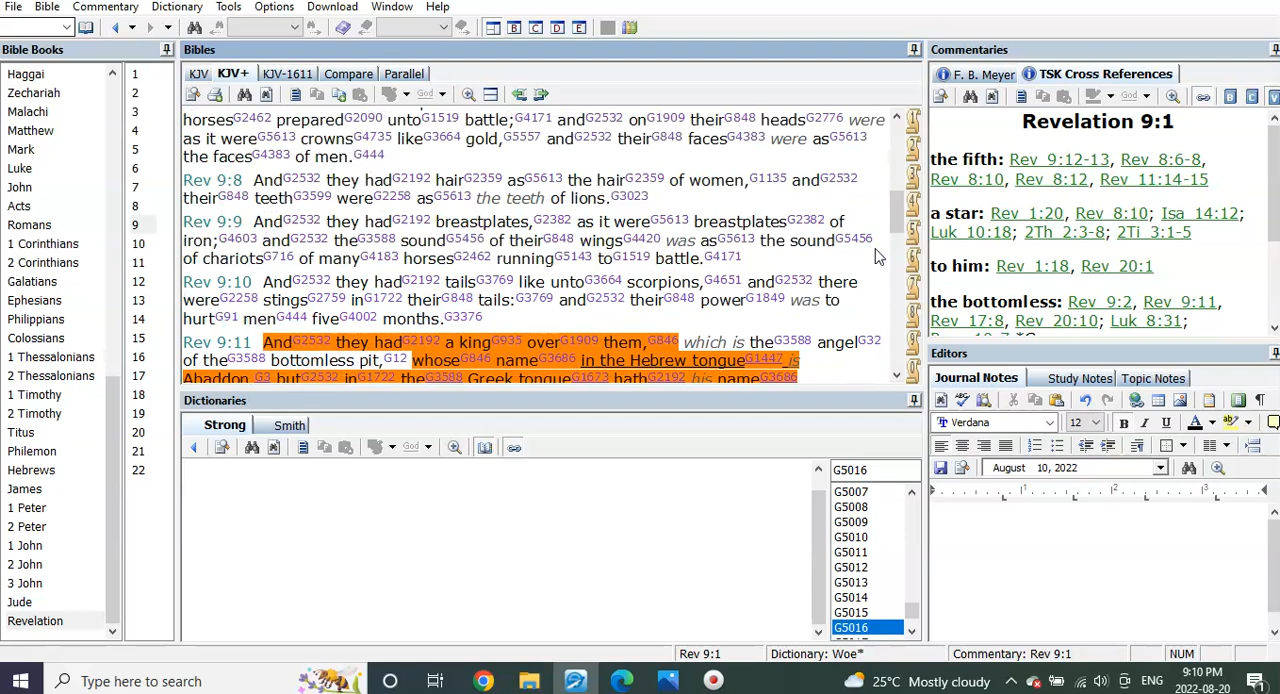 File Bible Commentary Dictionary Tools Options Download Window Help
Bible Books
Haggai
Zechariah
Malachi
Matthew
Mark
Luke
John
Acts
Romans
1 Corinthians
2 Corinthians
Galatians
Ephesians
Philippians
Colossians
1 Thessalonians
2 Thessalonians
1 Timothy
2 Timothy
Titus
Philemon
Hebrews
James
1 Peter
2 Peter
1 John
2 John
3 John
Jude
Revelation
1
2
3
4
5
6
7
8
9
10
11
12
13
14
15
16
17
18
19
20
21
22
Bibles
KJV KJV+ KJV-1611 Compare Parallel
God
horsesG2462 preparedG2090 untoG1519 battle;G4171 andG2532 onG1909 theirG848 headsG2776 were
as it wereG5613 crownsG4735 likeG3664 gold,G5557 andG2532 theirG848 facesG4383 were asG5613
the facesG4383 of men.G444
Rev 9:8 AndG2532 they hadG2192 hairG2359 asG5613 the hairG2359 of women,G1135 andG2532
theirG848 teethG3599 wereG2258 asG5613 the teeth of lions.G3023
Rev 9:9 AndG2532 they hadG2192 breastplates,G2382 as it wereG5613 breastplatesG2382 of
iron;G4603 andG2532 theG3588 soundG5456 of theirG848 wingsG4420 was asG5613 the soundG5456
of chariotsG716 of manyG4183 horsesG2462 runningG5143 toG1519 battle.G4171
Rev 9:10 AndG2532 they hadG2192 tailsG3769 like untoG3664 scorpions,G4651 andG2532 there
wereG2258 stingsG2759 inG1722 theirG848 tails:G3769 andG2532 theirG848 powerG1849 was to
hurtG91 menG444 fiveG4002 months.G3376
Rev 9:11 AndG2532 they hadG2192 a kingG935 overG1909 them,G846 which is theG3588 angelG32
of theG3588 bottomless pit,G12 whoseG846 nameG3686 in the Hebrew tongueG1447 is
Abaddon,G3 butG2532 inG1722 theG3588 Greek tongueG1673 hathG2192 his nameG3686
Dictionaries
Strong Smith
God
G5016
G5007
G5008
G5009
G5010
G5011
G5012
G5013
G5014
G5015
G5016
Commentaries
F. B. Meyer TSK Cross References
God
B C V
Revelation 9:1
the fifth: Rev 9:12-13, Rev 8:6-8,
Rev 8:10, Rev 8:12, Rev 11:14-15
a star: Rev 1:20, Rev 8:10; Isa 14:12;
Luk 10:18; 2Th 2:3-8; 2Ti 3:1-5
to him: Rev 1:18, Rev 20:1
the bottomless: Rev 9:2, Rev 9:11,
Rev 17:8, Rev 20:10; Luk 8:31;
Editors
Journal Notes Study Notes Topic Notes
Verdana 12 B I U A
August 10, 2022
1 2 3
Rev 9:1 Dictionary: Woe* Commentary: Rev 9:1 NUM
Type here to search
25°C Mostly cloudy ENG 9:10 PM
2022-08-20